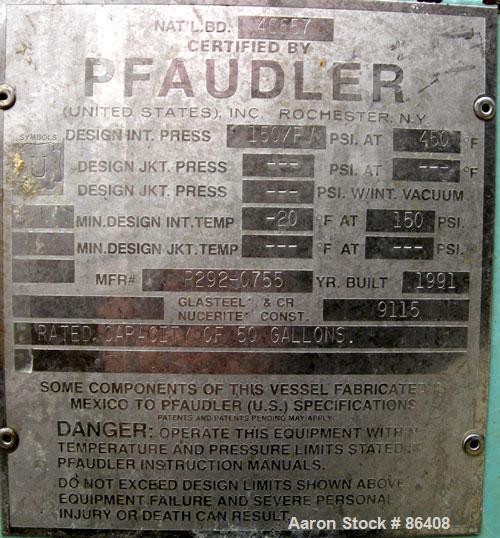 NAT'L.BD. 46657
CERTIFIED BY
PFAUDLER
(UNITED STATES), INC. ROCHESTER, N.Y.
SYMBOLS DESIGN INT. PRESS 150/FV PSI. AT 450 °F
U DESIGN JKT. PRESS --- PSI. AT --- °F
DESIGN JKT. PRESS --- PSI. W/INT. VACUUM
MIN. DESIGN INT. TEMP -20 °F AT 150 PSI.
MIN. DESIGN JKT. TEMP --- °F AT --- PSI.
MFR# P292-0755 YR. BUILT 1991
GLASTEEL® & CR
NUCERITE® CONST. 9115
RATED CAPACITY OF 50 GALLONS.
SOME COMPONENTS OF THIS VESSEL FABRICATED
MEXICO TO PFAUDLER (U.S.) SPECIFICATIONS
PATENTS AND PATENTS PENDING MAY APPLY
DANGER: OPERATE THIS EQUIPMENT WITHIN
TEMPERATURE AND PRESSURE LIMITS STATED
PFAUDLER INSTRUCTION MANUALS.
DO NOT EXCEED DESIGN LIMITS SHOWN ABOVE
EQUIPMENT FAILURE AND SEVERE PERSONAL
INJURY OR DEATH CAN RESULT
Aaron Stock # 86408